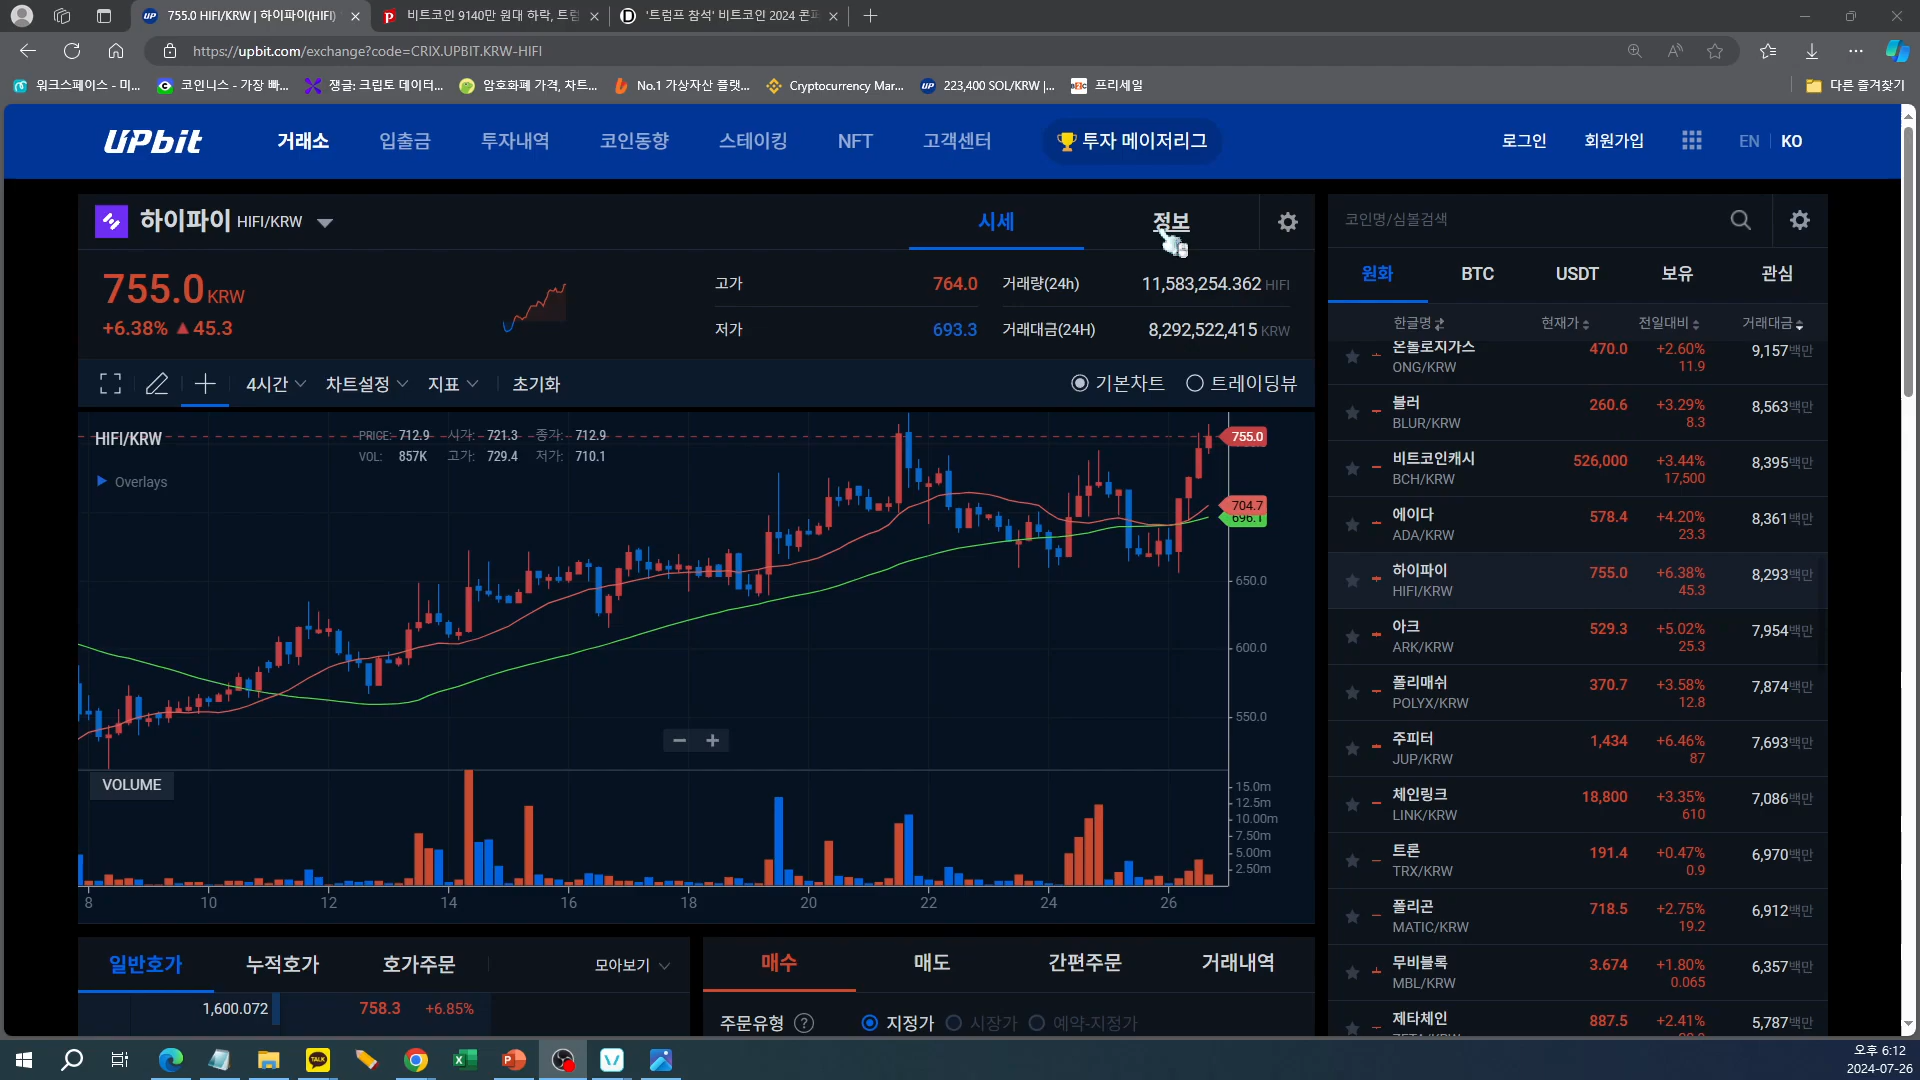 755.0 HIFI/KRW | 하이파이(HIFI)
비트코인 9140만 원대 하락, 트럼
'트럼프 참석' 비트코인 2024 콘퍼
https://upbit.com/exchange?code=CRIX.UPBIT.KRW-HIFI
워크스페이스 - 미...
코인니스 - 가장 빠...
쟁글: 크립토 데이터...
암호화폐 가격, 차트...
No.1 가상자산 플랫...
Cryptocurrency Mar...
223,400 SOL/KRW |...
프리세일
다른 즐겨찾기
UPbit
거래소
입출금
투자내역
코인동향
스테이킹
NFT
고객센터
투자 메이저리그
로그인
회원가입
EN
KO
하이파이 HIFI/KRW
시세
정보
755.0 KRW
+6.38% ▲ 45.3
고가 764.0
거래량(24h) 11,583,254.362 HIFI
저가 693.3
거래대금(24H) 8,292,522,415 KRW
4시간
차트설정
지표
초기화
기본차트
트레이딩뷰
HIFI/KRW
PRICE: 712.9 시가: 721.3 종가: 712.9
VOL: 857K 고가: 729.4 저가: 710.1
Overlays
755.0
704.7
696.1
650.0
600.0
550.0
VOLUME
15.0m
12.5m
10.00m
7.50m
5.00m
2.50m
8 10 12 14 16 18 20 22 24 26
일반호가
누적호가
호가주문
모아보기
1,600.072 758.3 +6.85%
매수
매도
간편주문
거래내역
주문유형 ?
지정가
시장가
예약-지정가
코인명/심볼검색
원화
BTC
USDT
보유
관심
한글명
현재가
전일대비
거래대금
온톨로지가스 470.0 +2.60% 9,157백만
ONG/KRW 11.9
블러 260.6 +3.29% 8,563백만
BLUR/KRW 8.3
비트코인캐시 526,000 +3.44% 8,395백만
BCH/KRW 17,500
에이다 578.4 +4.20% 8,361백만
ADA/KRW 23.3
하이파이 755.0 +6.38% 8,293백만
HIFI/KRW 45.3
아크 529.3 +5.02% 7,954백만
ARK/KRW 25.3
폴리매쉬 370.7 +3.58% 7,874백만
POLYX/KRW 12.8
주피터 1,434 +6.46% 7,693백만
JUP/KRW 87
체인링크 18,800 +3.35% 7,086백만
LINK/KRW 610
트론 191.4 +0.47% 6,970백만
TRX/KRW 0.9
폴리곤 718.5 +2.75% 6,912백만
MATIC/KRW 19.2
무비블록 3.674 +1.80% 6,357백만
MBL/KRW 0.065
제타체인 887.5 +2.41% 5,787백만
오후 6:12
2024-07-26